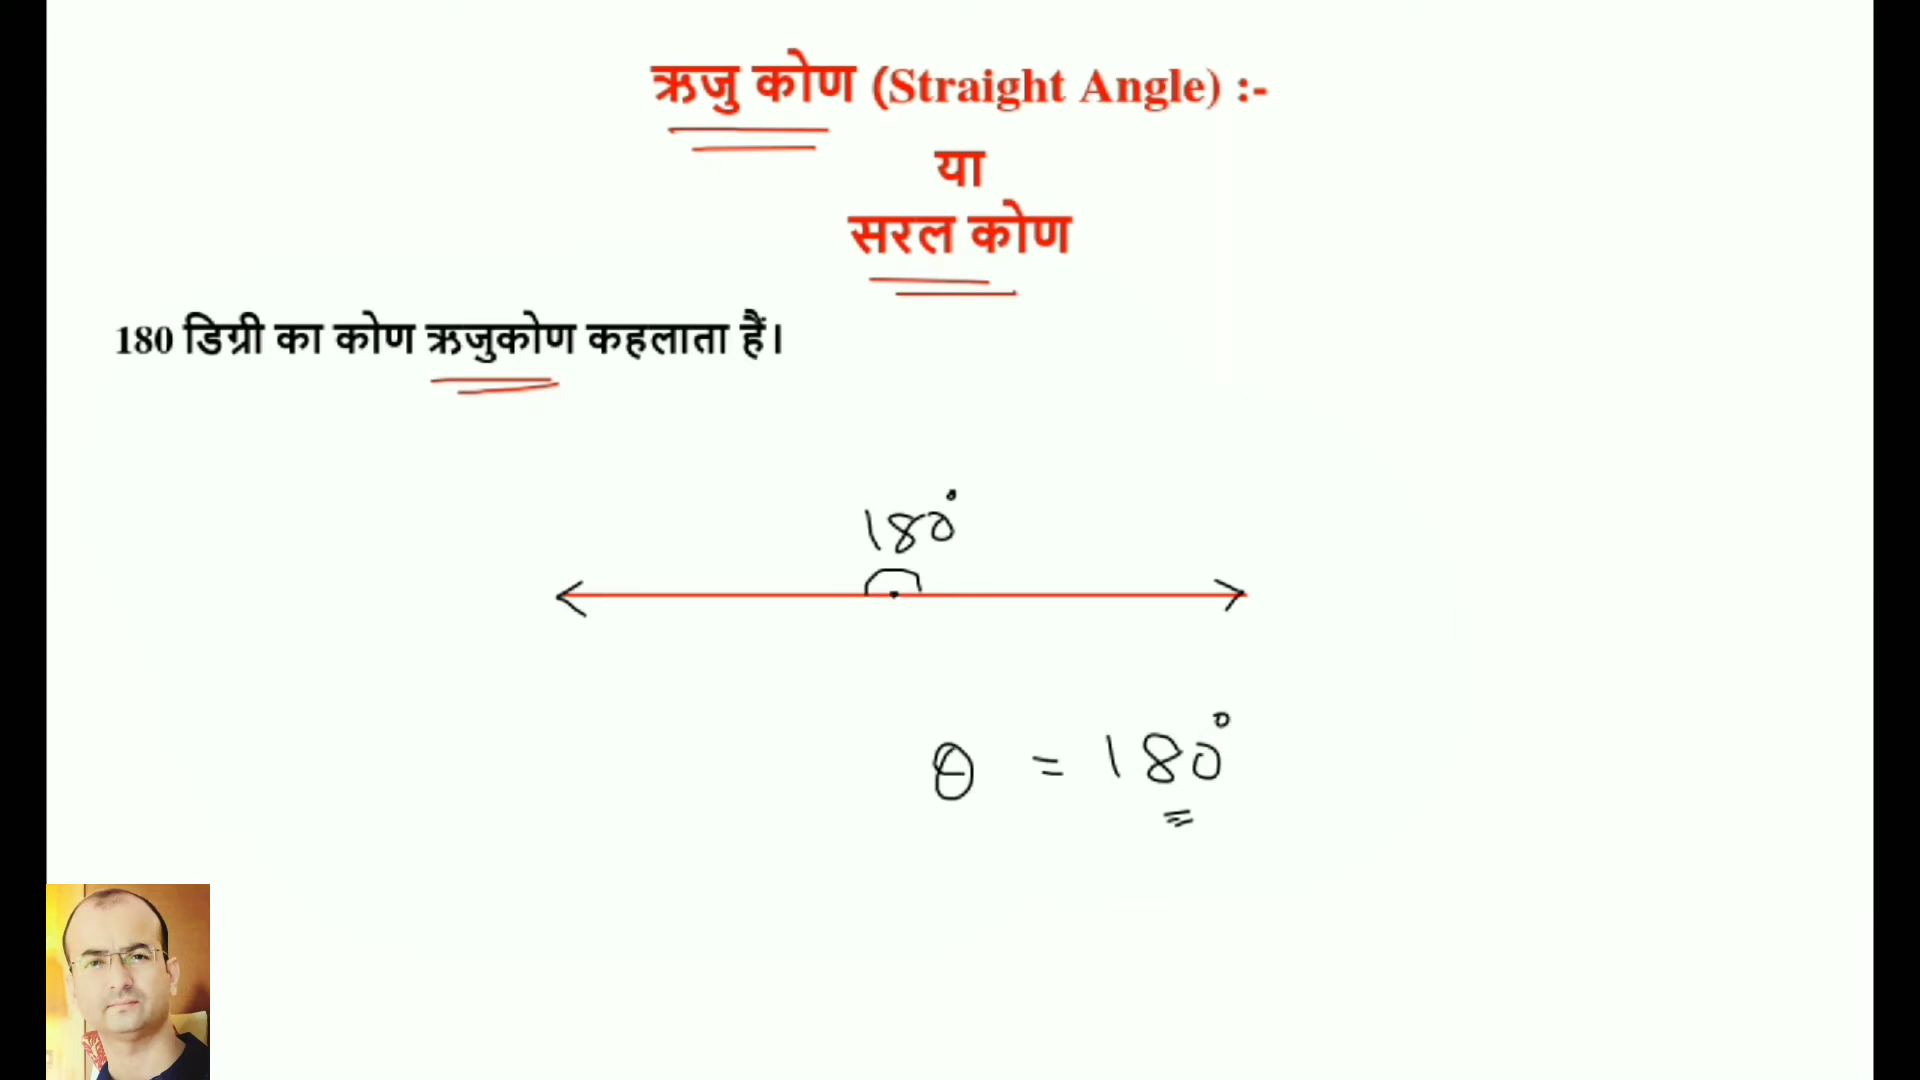 ऋजु कोण (Straight Angle) :-
या
सरल कोण
180 डिग्री का कोण ऋजुकोण कहलाता हैं।
180°
θ = 180°